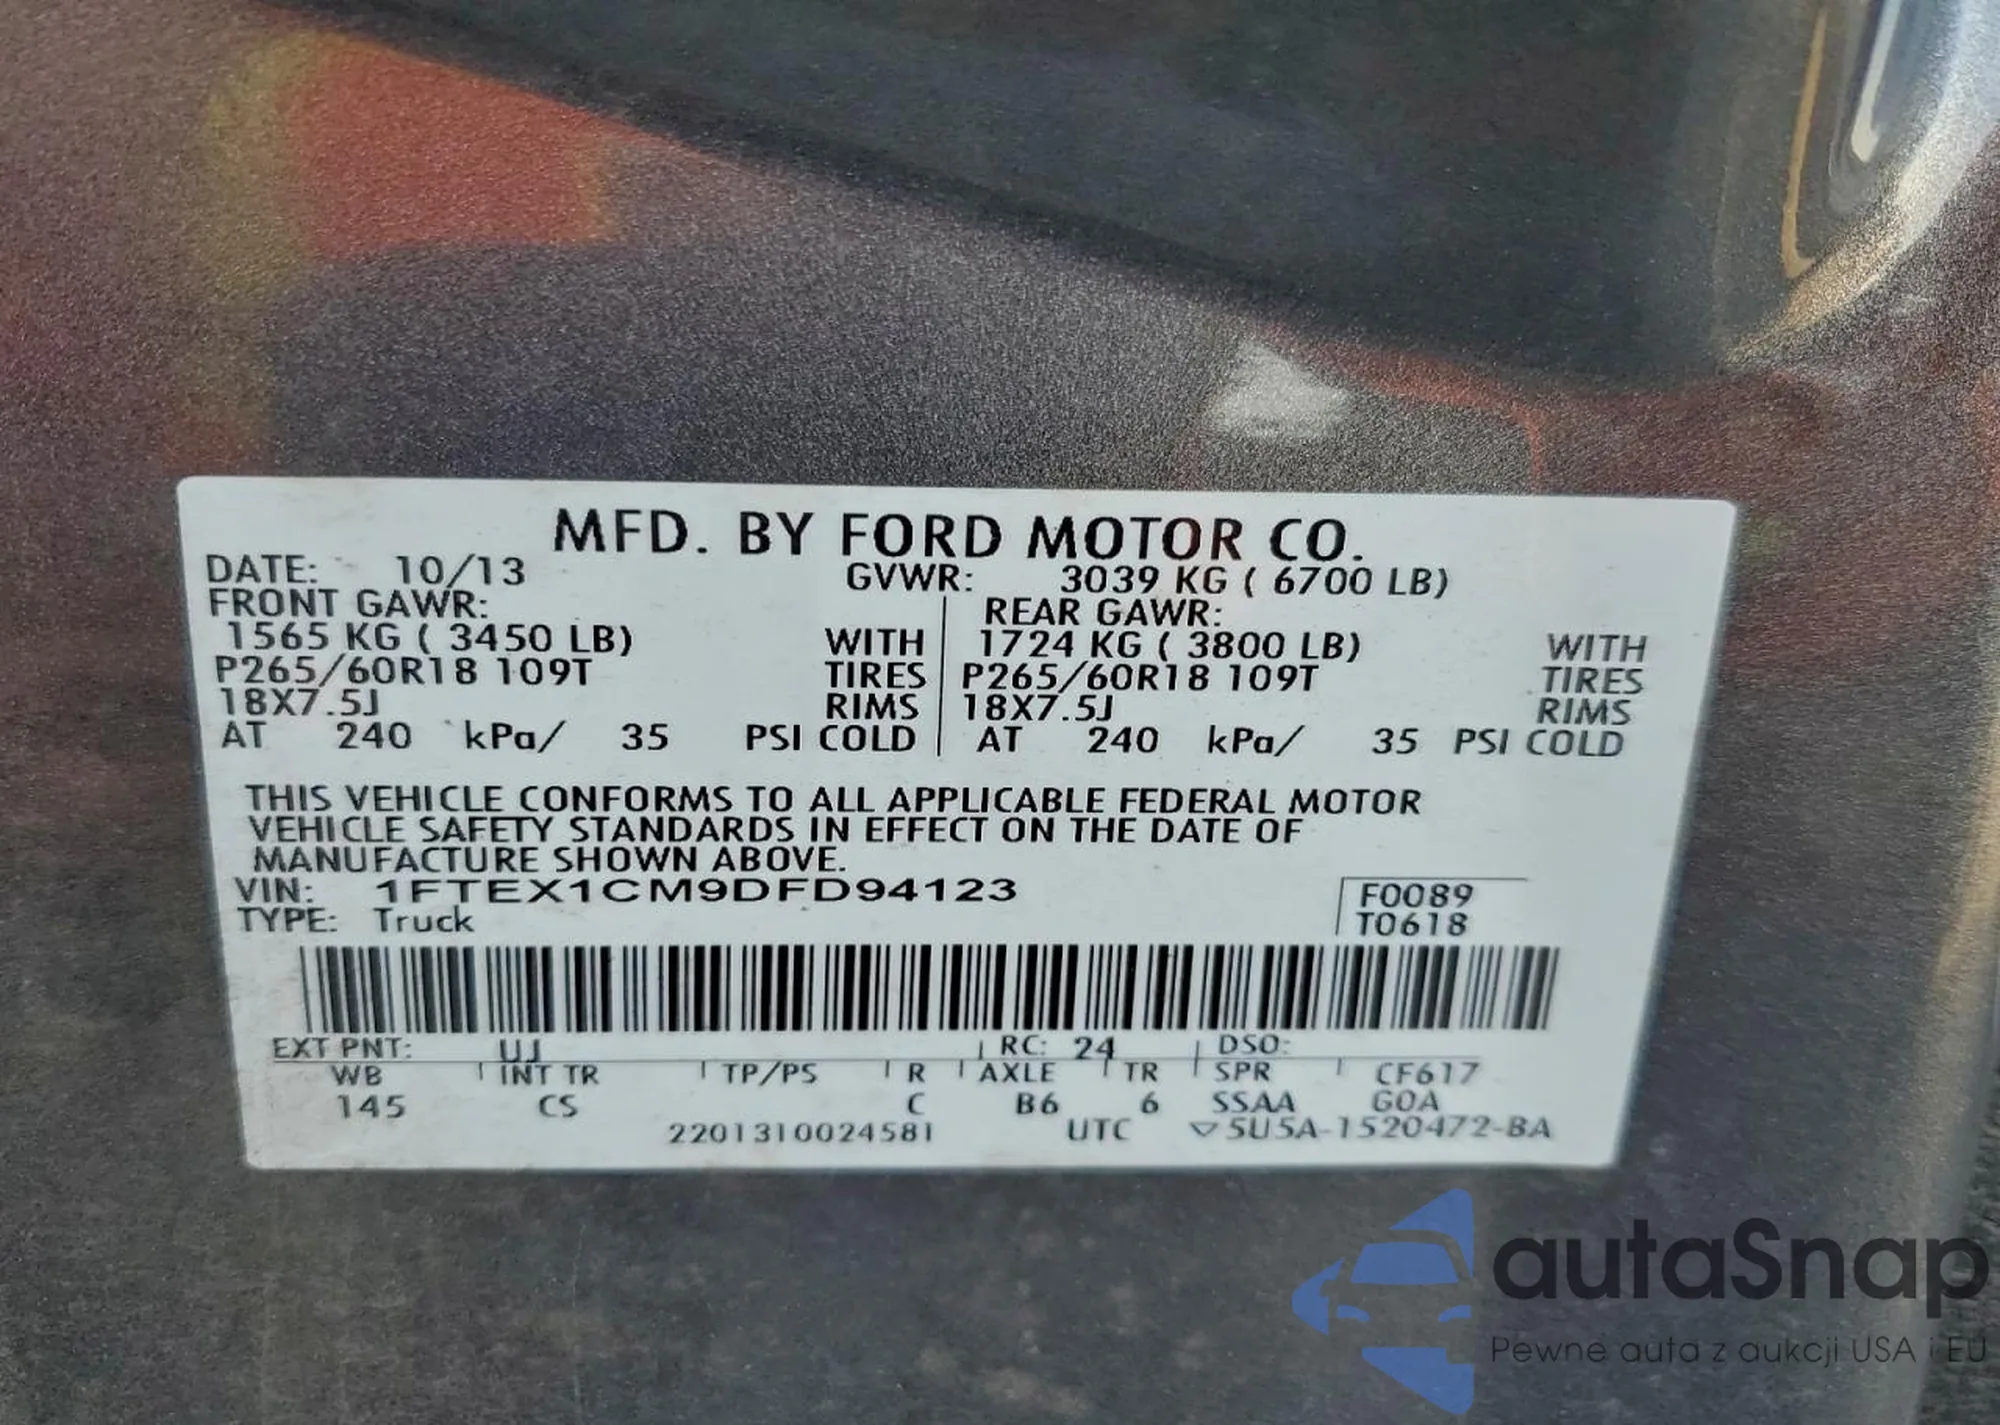 MFD. BY FORD MOTOR CO.
DATE: 10/13 GVWR: 3039 KG ( 6700 LB)
FRONT GAWR: REAR GAWR:
1565 KG ( 3450 LB) WITH 1724 KG ( 3800 LB) WITH
P265/60R18 109T TIRES P265/60R18 109T TIRES
18X7.5J RIMS 18X7.5J RIMS
AT 240 kPa/ 35 PSI COLD AT 240 kPa/ 35 PSI COLD
THIS VEHICLE CONFORMS TO ALL APPLICABLE FEDERAL MOTOR
VEHICLE SAFETY STANDARDS IN EFFECT ON THE DATE OF
MANUFACTURE SHOWN ABOVE.
VIN: 1FTEX1CM9DFD94123 F0089
TYPE: Truck T0618
EXT PNT: UJ RC: 24 DSO:
WB INT TR TP/PS R AXLE TR SPR CF617
145 CS C B6 6 SSAA GOA
2201310024581 UTC ▽5U5A-1520472-BA
autaSnap
Pewne auta z aukcji USA i EU